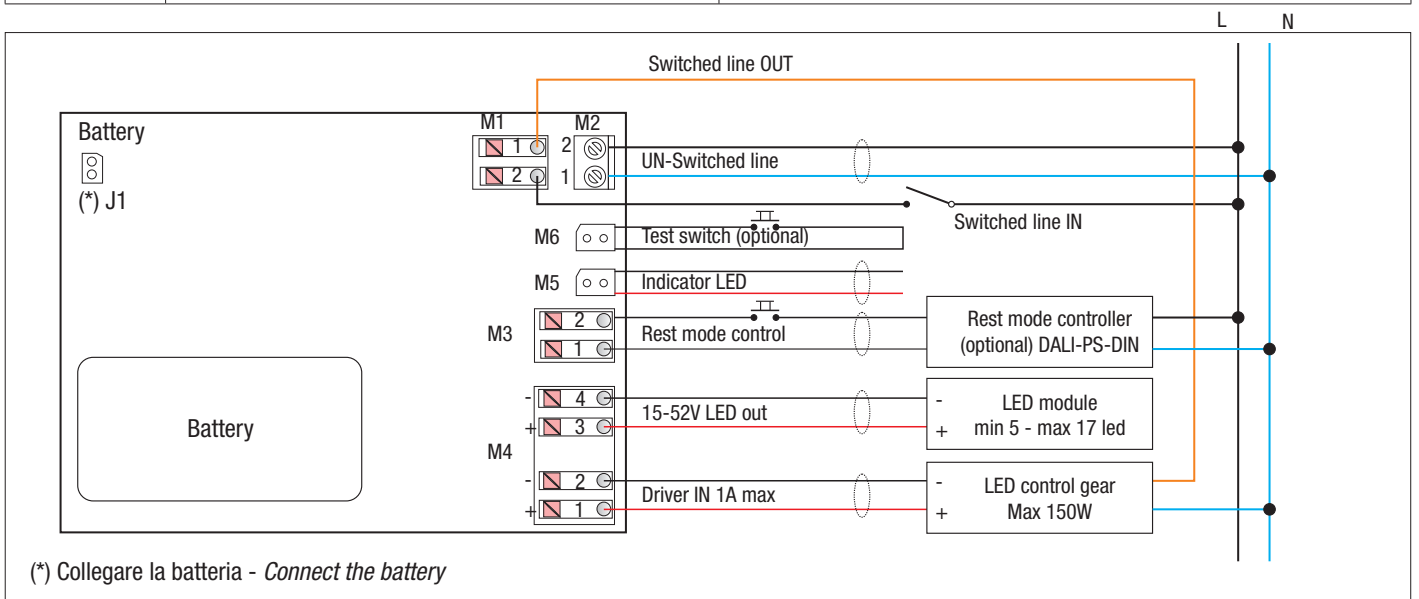 L N
Switched line OUT
Battery
(*) J1
M1 M2
1 2
2 1
UN-Switched line
Switched line IN
M6 Test switch (optional)
M5 Indicator LED
M3
2
1
Rest mode control
Rest mode controller
(optional) DALI-PS-DIN
Battery
M4
- 4
+ 3
15-52V LED out
-
+
LED module
min 5 - max 17 led
- 2
+ 1
Driver IN 1A max
-
+
LED control gear
Max 150W
(*) Collegare la batteria - Connect the battery